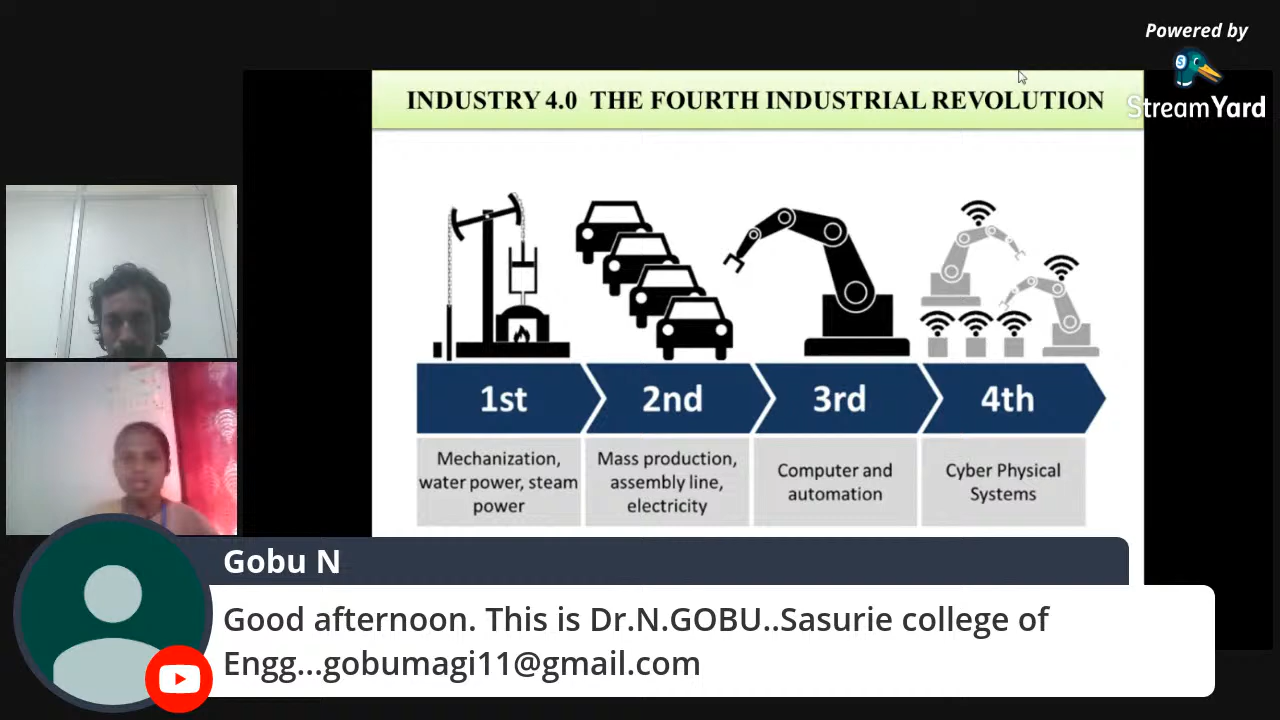 Powered by
StreamYard
INDUSTRY 4.0 THE FOURTH INDUSTRIAL REVOLUTION
1st
2nd
3rd
4th
Mechanization,
water power, steam
power
Mass production,
assembly line,
electricity
Computer and
automation
Cyber Physical
Systems
Gobu N
Good afternoon. This is Dr.N.GOBU..Sasurie college of
Engg...gobumagi11@gmail.com